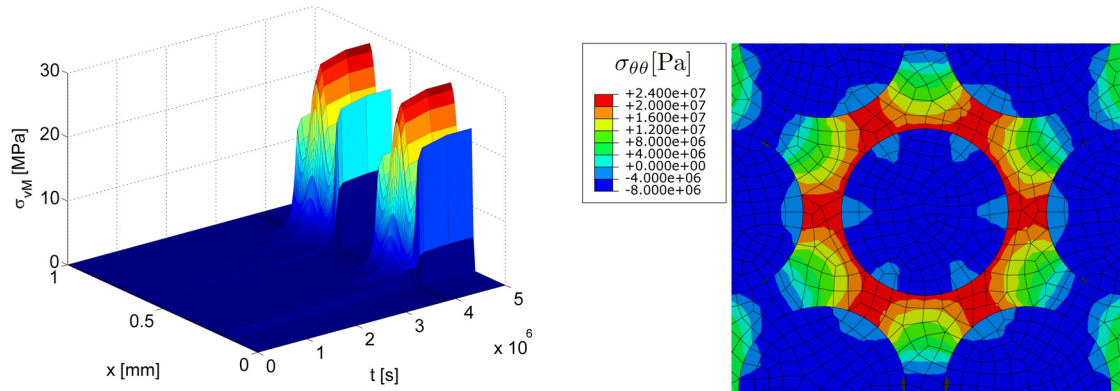 30
20
10
0
σvM [MPa]
1
0.5
0
x [mm]
0
1
2
3
4
5
x 10^6
t [s]
σθθ[Pa]
+2.400e+07
+2.000e+07
+1.600e+07
+1.200e+07
+8.000e+06
+4.000e+06
+0.000e+00
-4.000e+06
-8.000e+06